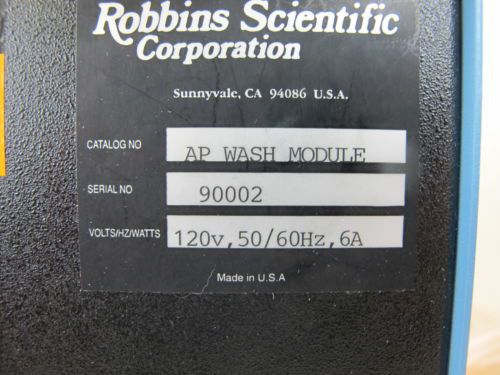 Robbins Scientific
Corporation
Sunnyvale, CA 94086 U.S.A.
CATALOG NO AP WASH MODULE
SERIAL NO 90002
VOLTS/HZ/WATTS 120v,50/60Hz,6A
Made in U.S.A